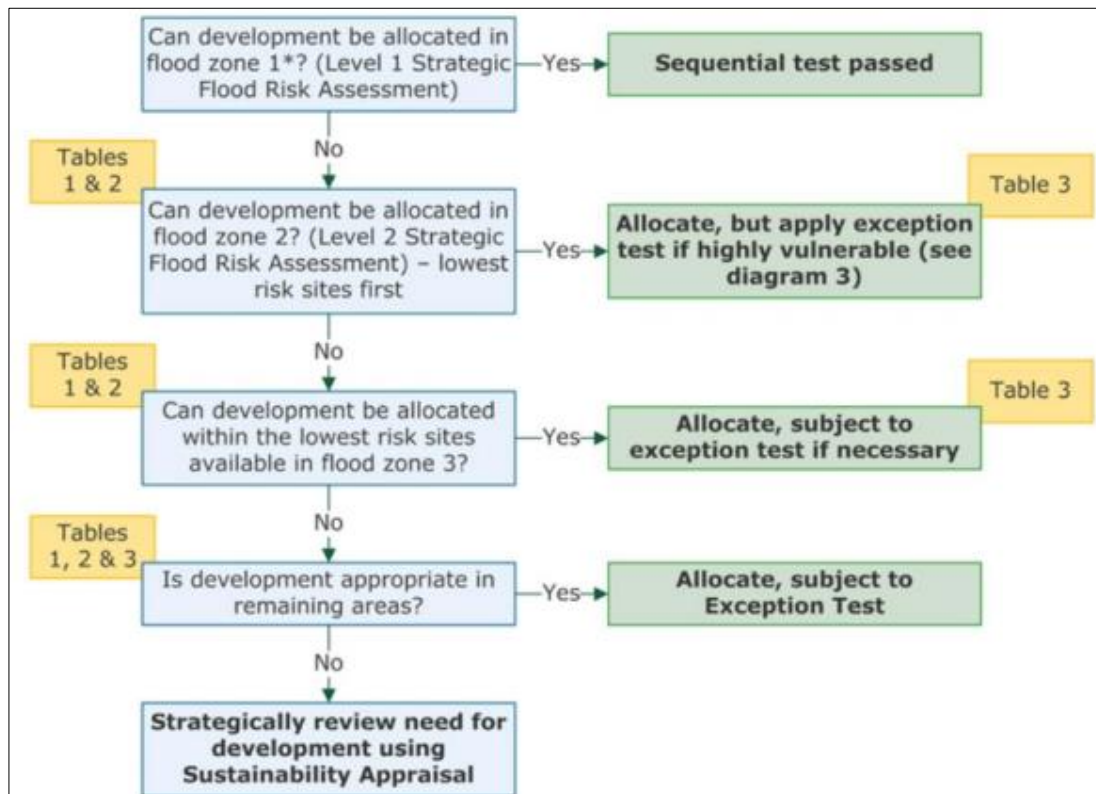 Can development be allocated in
flood zone 1*? (Level 1 Strategic
Flood Risk Assessment)
Yes
Sequential test passed
No
Tables
1 & 2
Can development be allocated in
flood zone 2? (Level 2 Strategic
Flood Risk Assessment) – lowest
risk sites first
Yes
Table 3
Allocate, but apply exception
test if highly vulnerable (see
diagram 3)
No
Tables
1 & 2
Can development be allocated
within the lowest risk sites
available in flood zone 3?
Yes
Table 3
Allocate, subject to
exception test if necessary
No
Tables
1, 2 & 3
Is development appropriate in
remaining areas?
Yes
Allocate, subject to
Exception Test
No
Strategically review need for
development using
Sustainability Appraisal